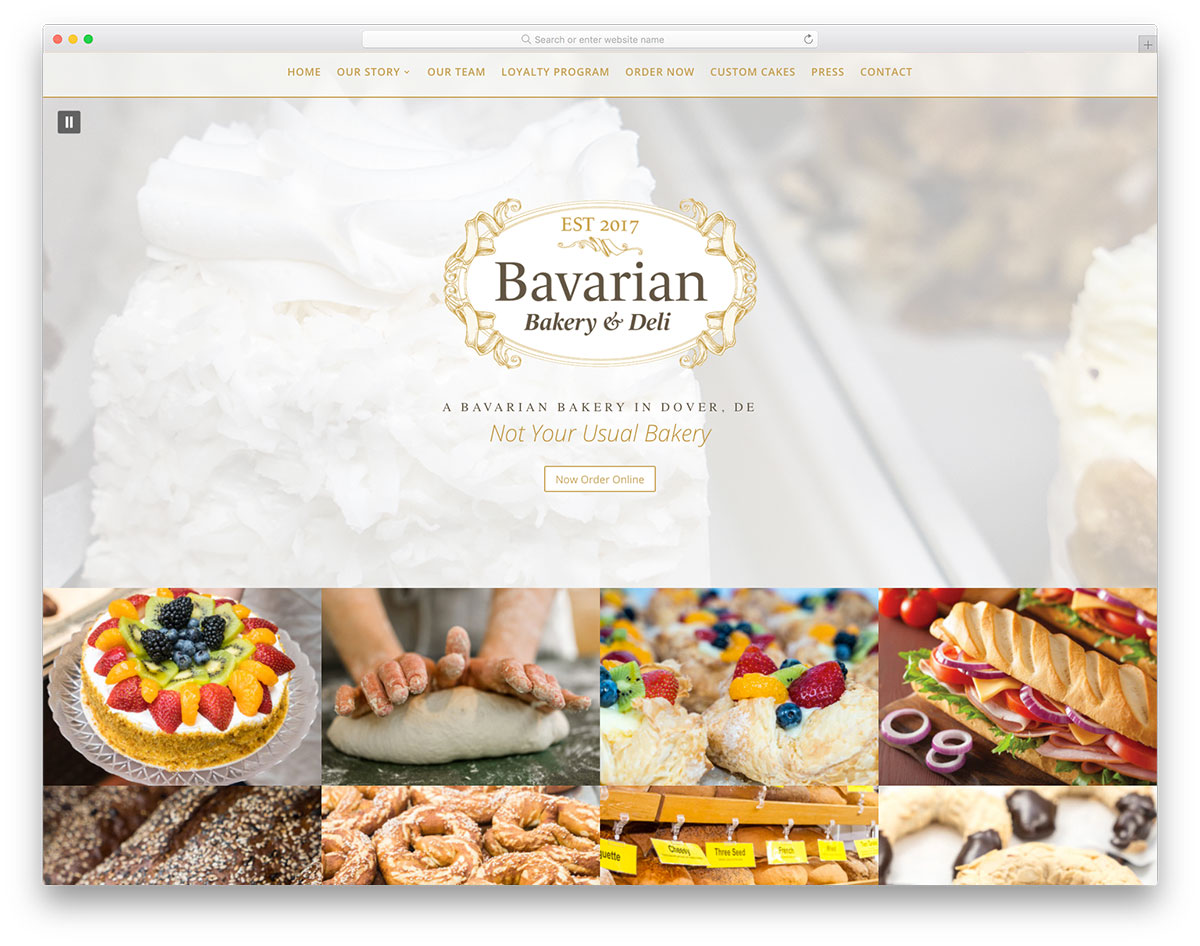 Search or enter website name
HOME OUR STORY OUR TEAM LOYALTY PROGRAM ORDER NOW CUSTOM CAKES PRESS CONTACT
EST 2017
Bavarian
Bakery & Deli
A BAVARIAN BAKERY IN DOVER, DE
Not Your Usual Bakery
Now Order Online
Cheesy
Three Seed
French